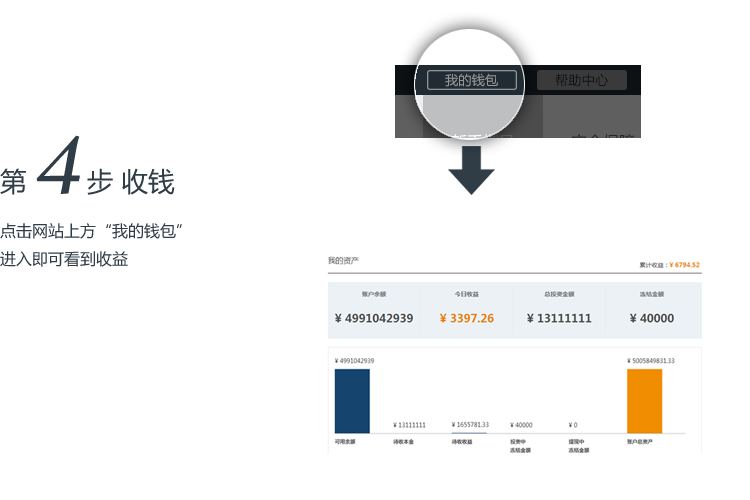 我的钱包
帮助中心
第4步 收钱
点击网站上方“我的钱包”
进入即可看到收益
我的资产
累计收益：¥ 6794.52
账户余额
今日收益
总投资金额
冻结金额
¥ 4991042939
¥ 3397.26
¥ 13111111
¥ 40000
¥ 4991042939
¥ 5005849831.33
¥ 13111111
¥ 1655781.33
¥ 40000
¥ 0
可用余额
待收本金
待收收益
投资中
冻结金额
提现中
冻结金额
账户总资产